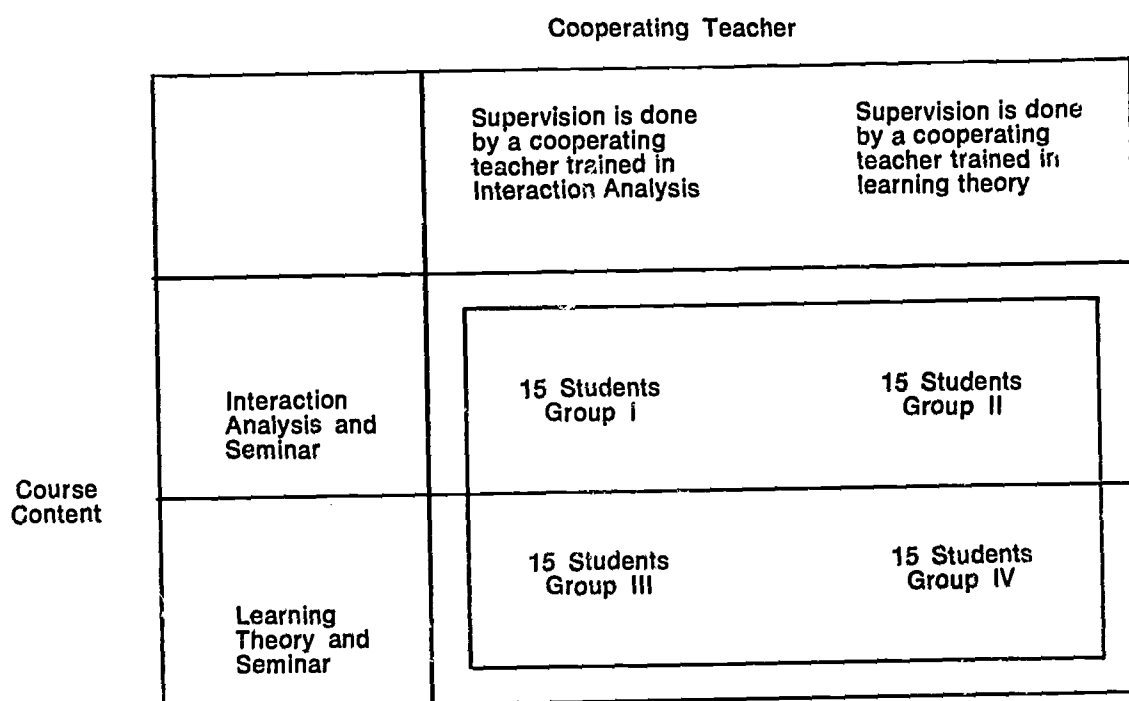 Cooperating Teacher
Supervision is done
by a cooperating
teacher trained in
Interaction Analysis
Supervision is done
by a cooperating
teacher trained in
learning theory
Interaction
Analysis and
Seminar
15 Students
Group I
15 Students
Group II
Course
Content
Learning
Theory and
Seminar
15 Students
Group III
15 Students
Group IV